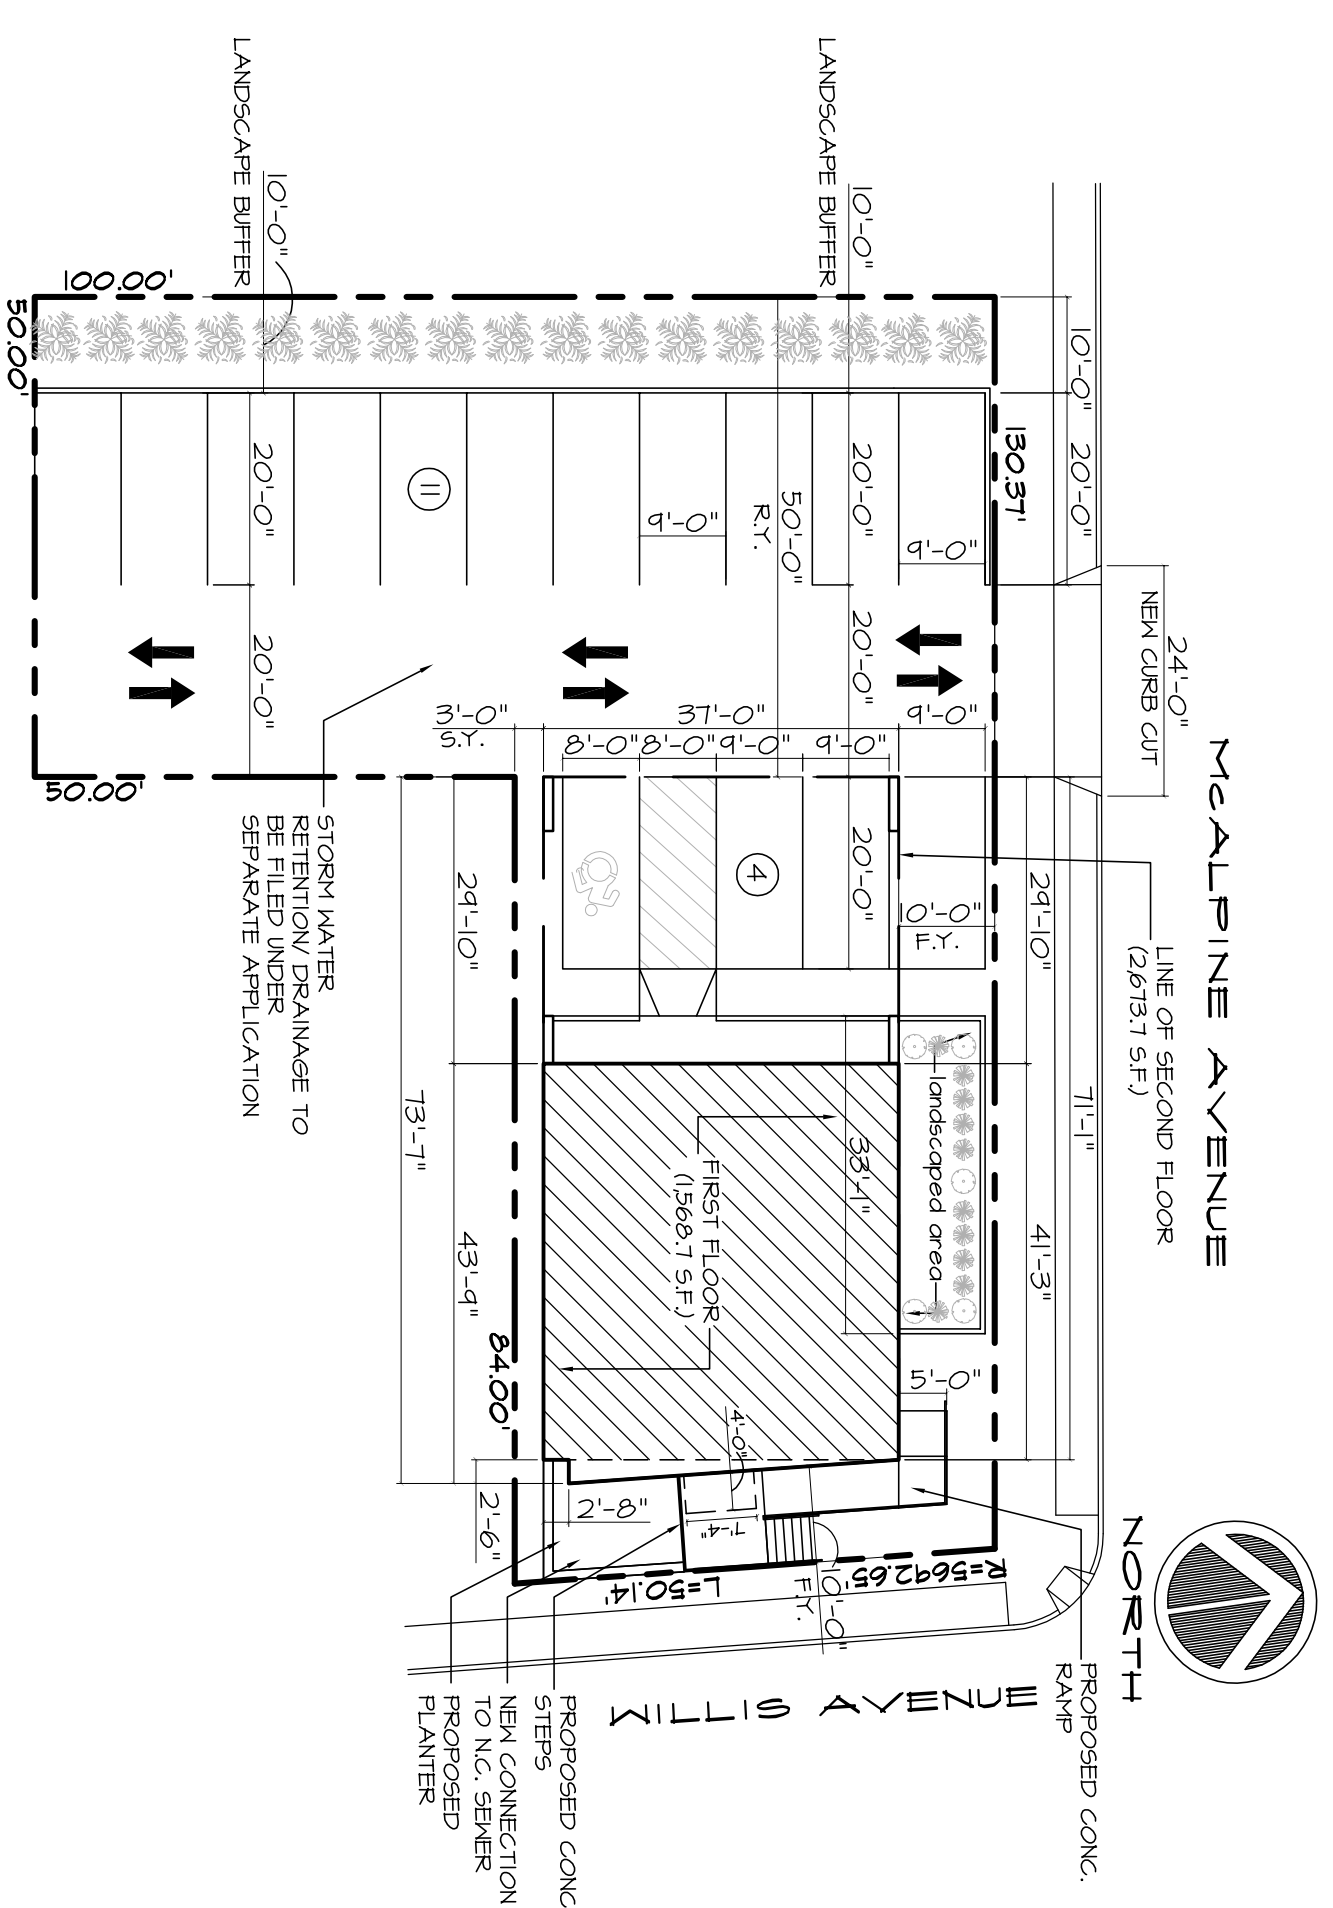 McALPINE AVENUE
NORTH
WILLIS AVENUE
24'-0"
NEW CURB CUT
LINE OF SECOND FLOOR
(2,673.7 S.F.)
PROPOSED CONC.
RAMP
10'-0"
20'-0"
71'-1"
130.37'
29'-10"
41'-3"
R=5692.65'
L=50.14'
9'-0"
9'-0"
10'-0"
F.Y.
landscaped area
5'-0"
LANDSCAPE BUFFER
10'-0"
20'-0"
20'-0"
20'-0"
33'-1"
10'-0"
F.Y.
50'-0"
R.Y.
9'-0"
37'-0"
9'-0"
9'-0"
8'-0"
8'-0"
4
FIRST FLOOR
(1,568.7 S.F.)
4'-0"
7'-4"
2'-8"
3'-0"
S.Y.
11
84.00'
2'-6"
29'-10"
43'-9"
73'-7"
PROPOSED CONC
STEPS
NEW CONNECTION
TO N.C. SEWER
PROPOSED
PLANTER
STORM WATER
RETENTION/ DRAINAGE TO
BE FILED UNDER
SEPARATE APPLICATION
LANDSCAPE BUFFER
10'-0"
20'-0"
20'-0"
100.00'
50.00'
50.00'